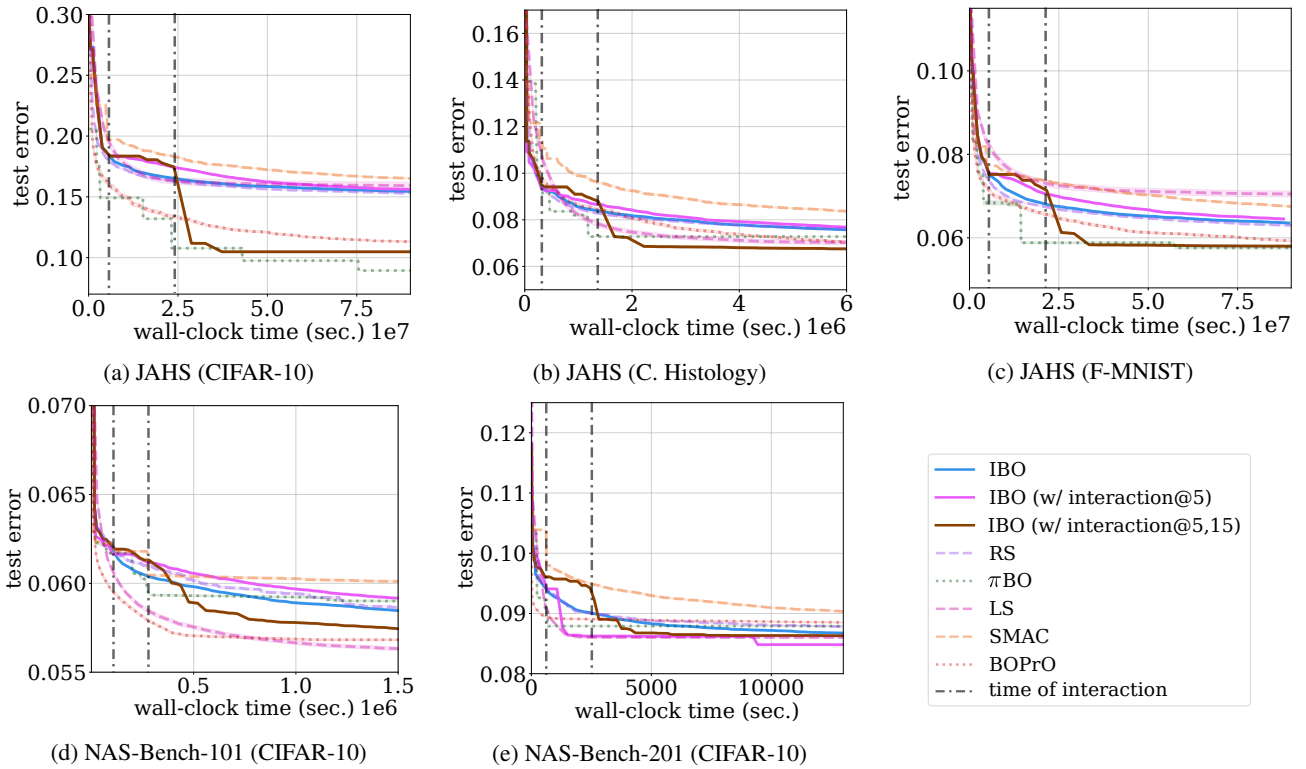 0.30
0.25
0.20
0.15
0.10
test error
0.0 2.5 5.0 7.5
wall-clock time (sec.) 1e7
(a) JAHS (CIFAR-10)
0.16
0.14
0.12
0.10
0.08
0.06
test error
0 2 4 6
wall-clock time (sec.) 1e6
(b) JAHS (C. Histology)
0.10
0.08
0.06
test error
0.0 2.5 5.0 7.5
wall-clock time (sec.) 1e7
(c) JAHS (F-MNIST)
0.070
0.065
0.060
0.055
test error
0.5 1.0 1.5
wall-clock time (sec.) 1e6
(d) NAS-Bench-101 (CIFAR-10)
0.12
0.11
0.10
0.09
0.08
test error
0 5000 10000
wall-clock time (sec.)
(e) NAS-Bench-201 (CIFAR-10)
IBO
IBO (w/ interaction@5)
IBO (w/ interaction@5,15)
RS
πBO
LS
SMAC
BOPrO
time of interaction